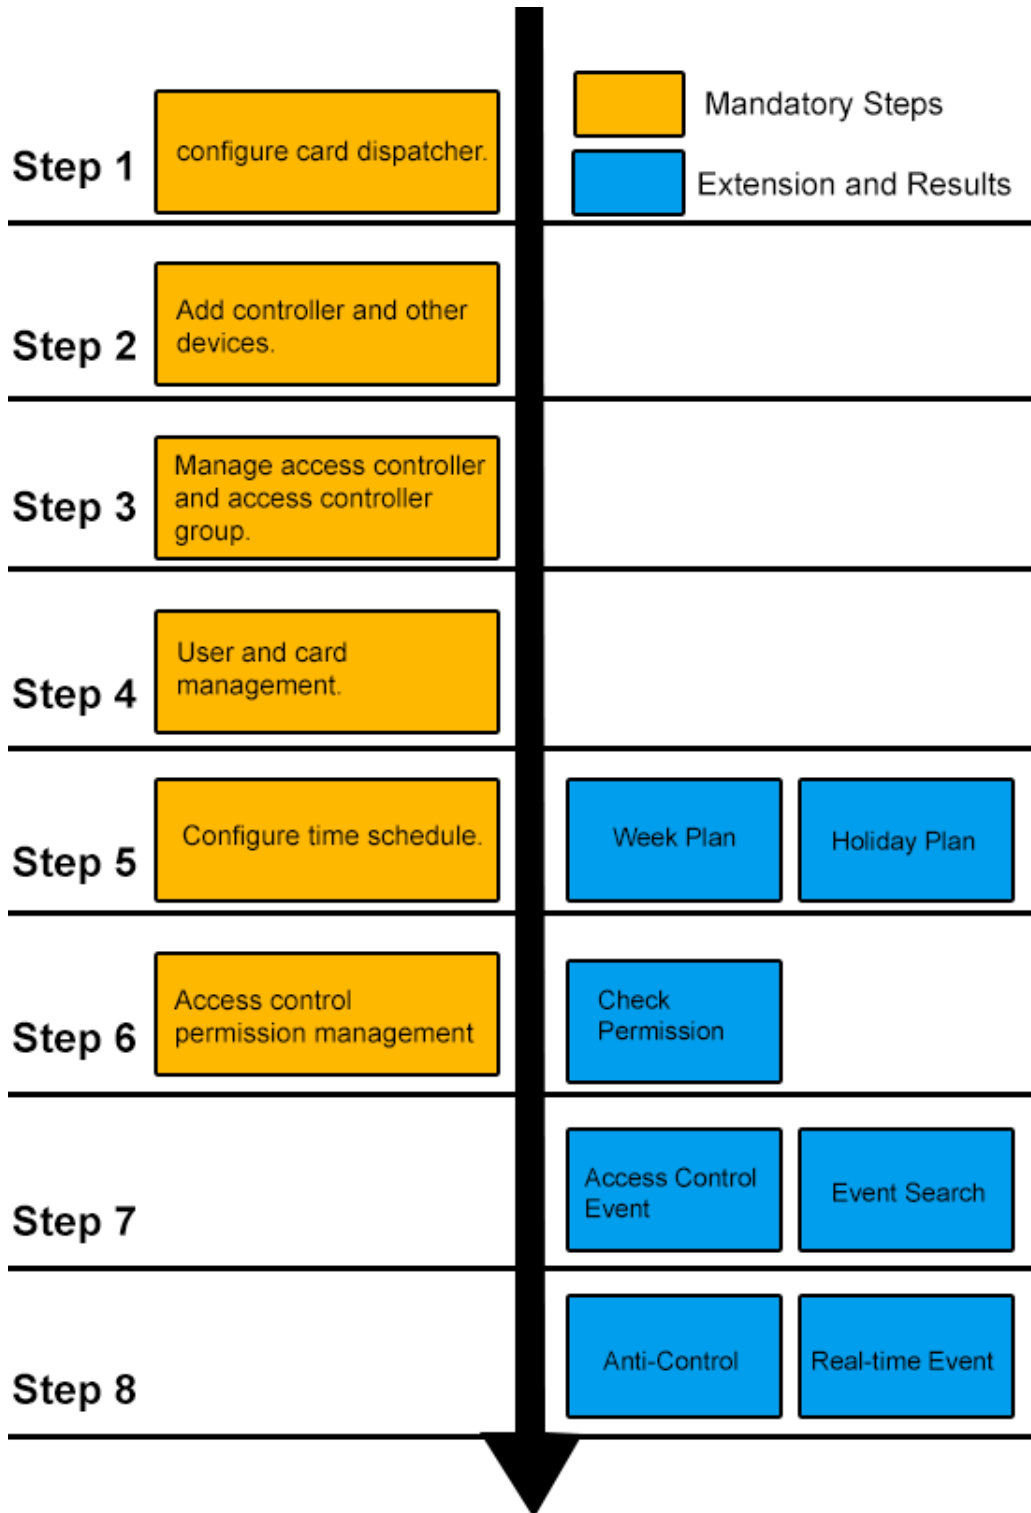 Mandatory Steps
Extension and Results
Step 1
configure card dispatcher.
Step 2
Add controller and other
devices.
Step 3
Manage access controller
and access controller
group.
Step 4
User and card
management.
Step 5
Configure time schedule.
Week Plan
Holiday Plan
Step 6
Access control
permission management
Check
Permission
Step 7
Access Control
Event
Event Search
Step 8
Anti-Control
Real-time Event